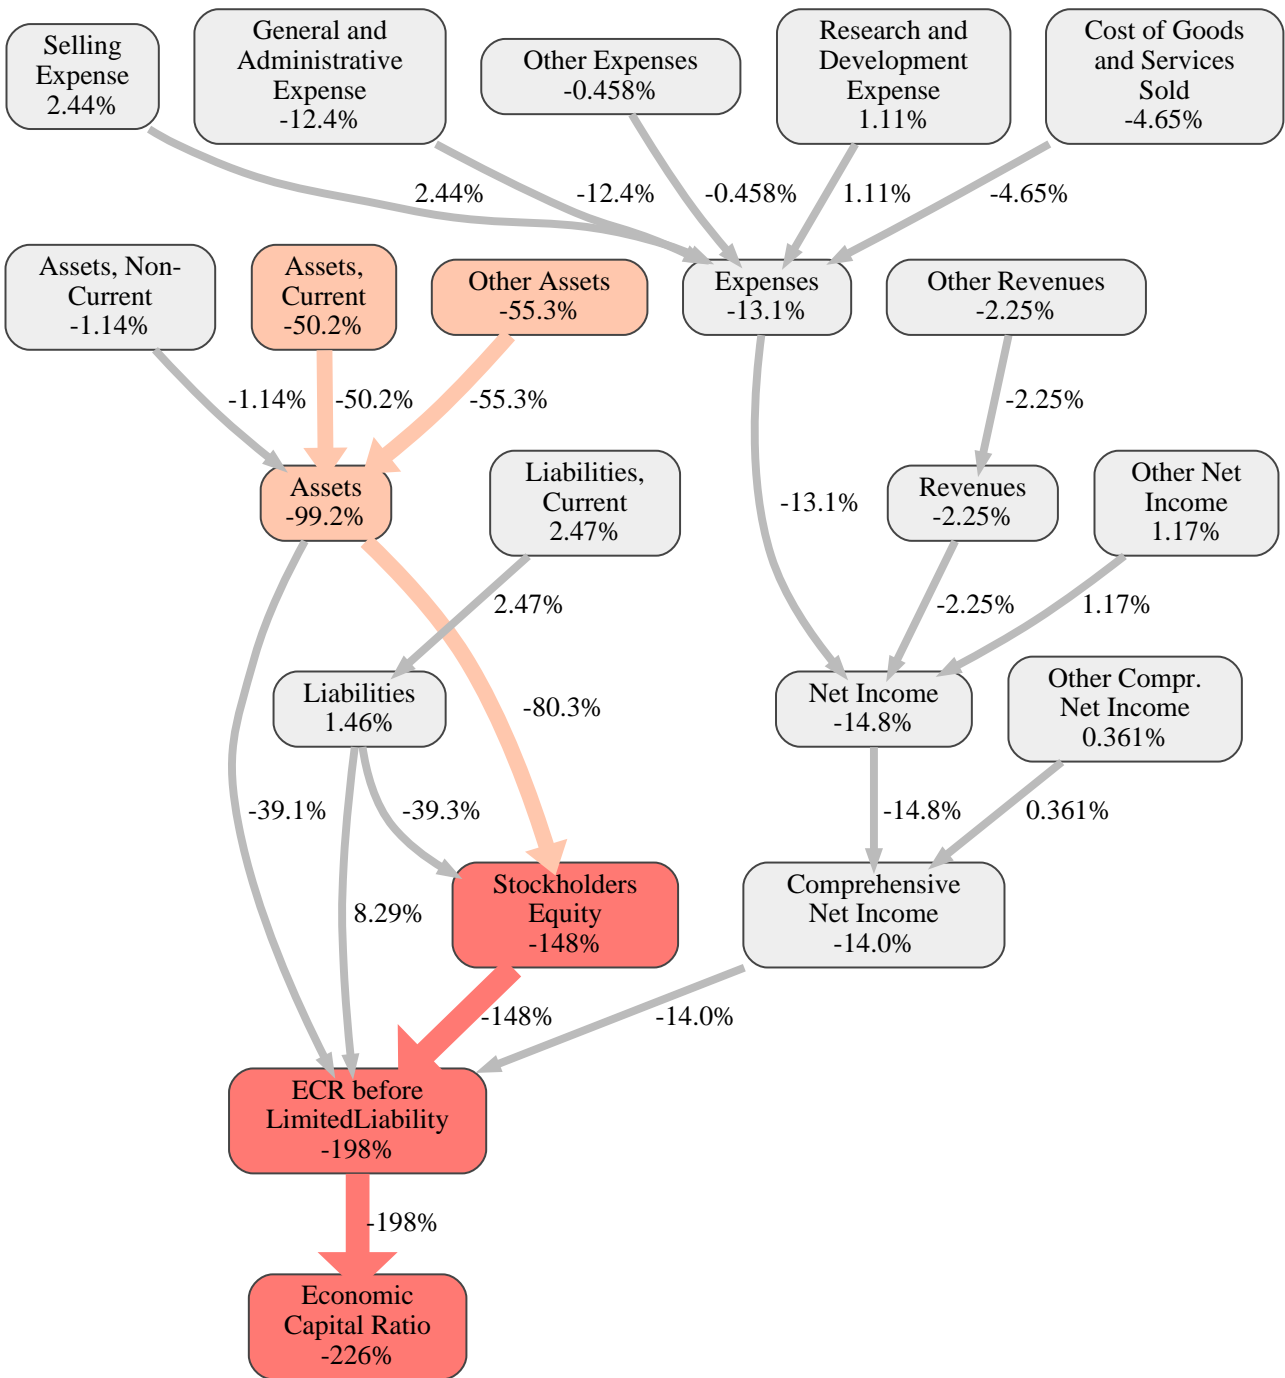 Selling
Expense
2.44%
General and
Administrative
Expense
-12.4%
Other Expenses
-0.458%
Research and
Development
Expense
1.11%
Cost of Goods
and Services
Sold
-4.65%
2.44%
-12.4%
-0.458%
1.11%
-4.65%
Assets, Non-
Current
-1.14%
Assets,
Current
-50.2%
Other Assets
-55.3%
Expenses
-13.1%
Other Revenues
-2.25%
-1.14%
-50.2%
-55.3%
-2.25%
Assets
-99.2%
Liabilities,
Current
2.47%
-13.1%
Revenues
-2.25%
Other Net
Income
1.17%
2.47%
-2.25%
1.17%
Liabilities
1.46%
-80.3%
Net Income
-14.8%
Other Compr.
Net Income
0.361%
-39.1%
-39.3%
-14.8%
0.361%
8.29%
Stockholders
Equity
-148%
Comprehensive
Net Income
-14.0%
-148%
-14.0%
ECR before
LimitedLiability
-198%
-198%
Economic
Capital Ratio
-226%